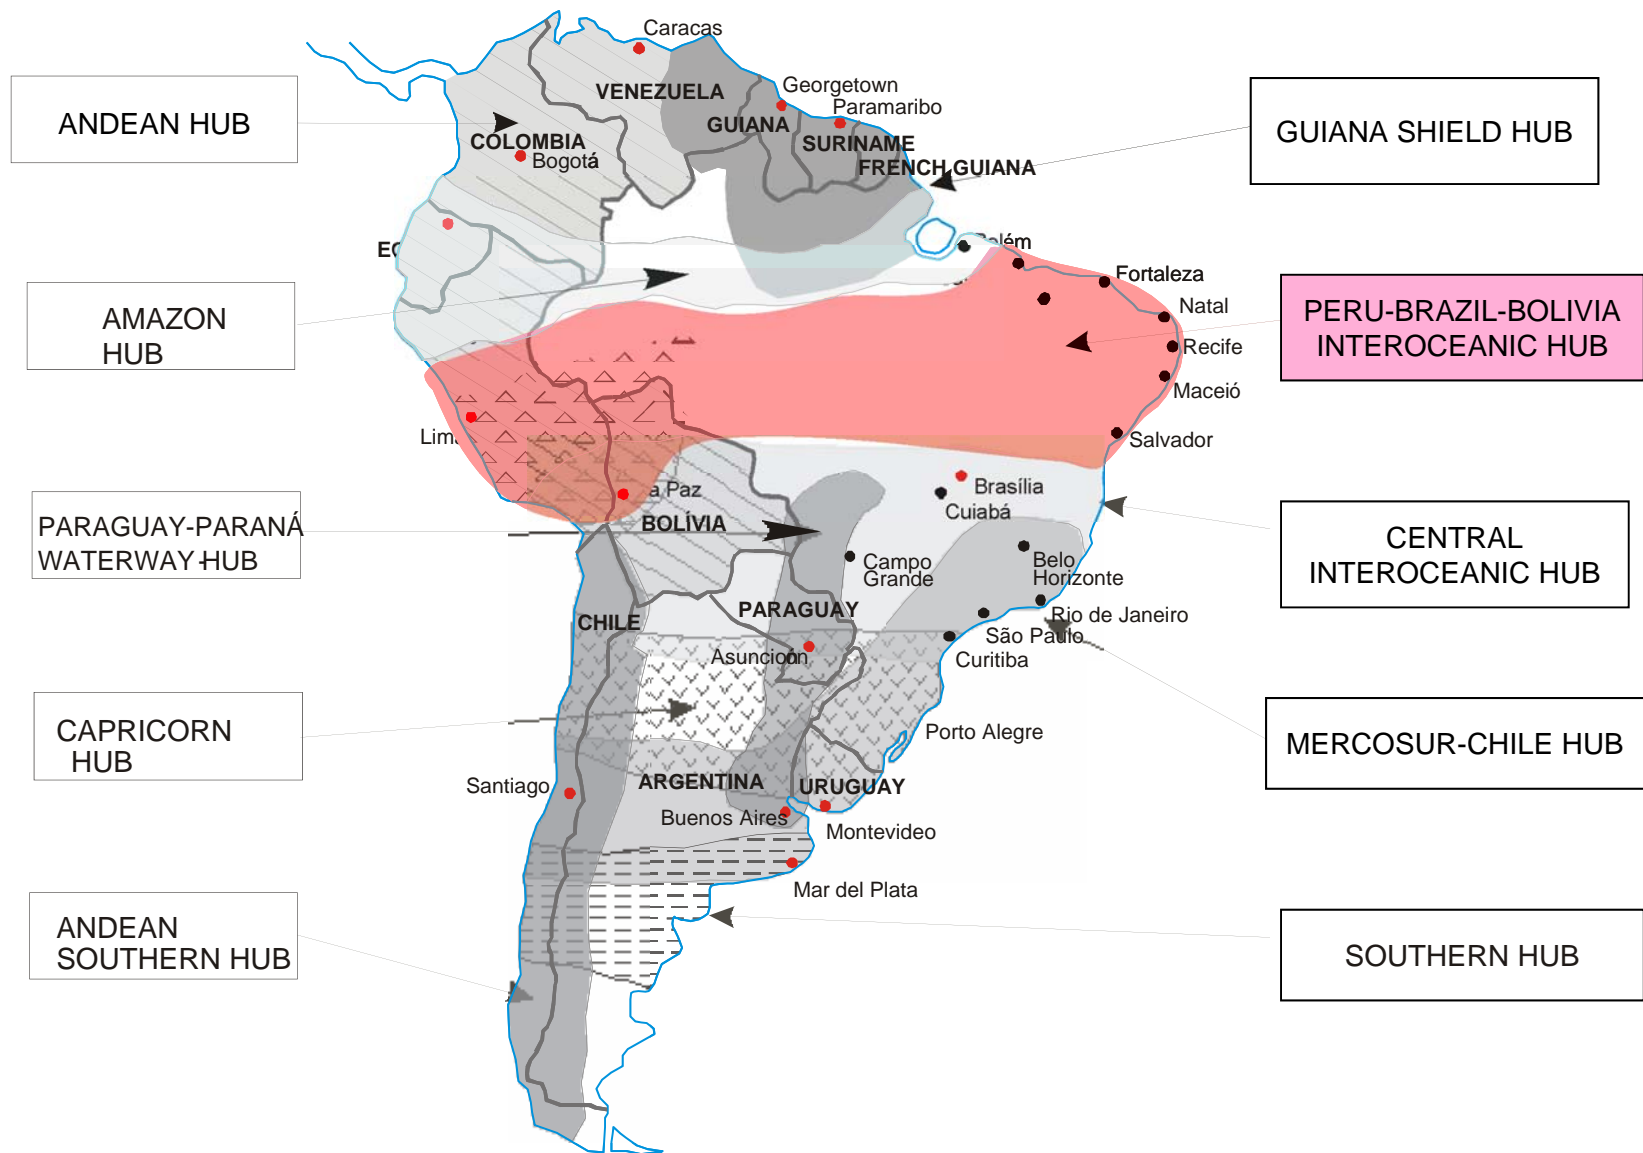 Caracas
ANDEAN HUB
VENEZUELA
Georgetown
Paramaribo
GUIANA
SURINAME
FRENCH GUIANA
GUIANA SHIELD HUB
COLOMBIA
Bogotá
Belém
Fortaleza
Natal
Recife
Maceió
Salvador
AMAZON
HUB
PERU-BRAZIL-BOLIVIA
INTEROCEANIC HUB
PARAGUAY-PARANÁ
WATERWAY-HUB
BOLÍVIA
Brasília
Cuiabá
Campo
Grande
Belo
Horizonte
Rio de Janeiro
São Paulo
Curitiba
CENTRAL
INTEROCEANIC HUB
CHILE
PARAGUAY
Asunción
CAPRICORN
HUB
Porto Alegre
MERCOSUR-CHILE HUB
Santiago
ARGENTINA
URUGUAY
Buenos Aires
Montevideo
Mar del Plata
ANDEAN
SOUTHERN HUB
SOUTHERN HUB